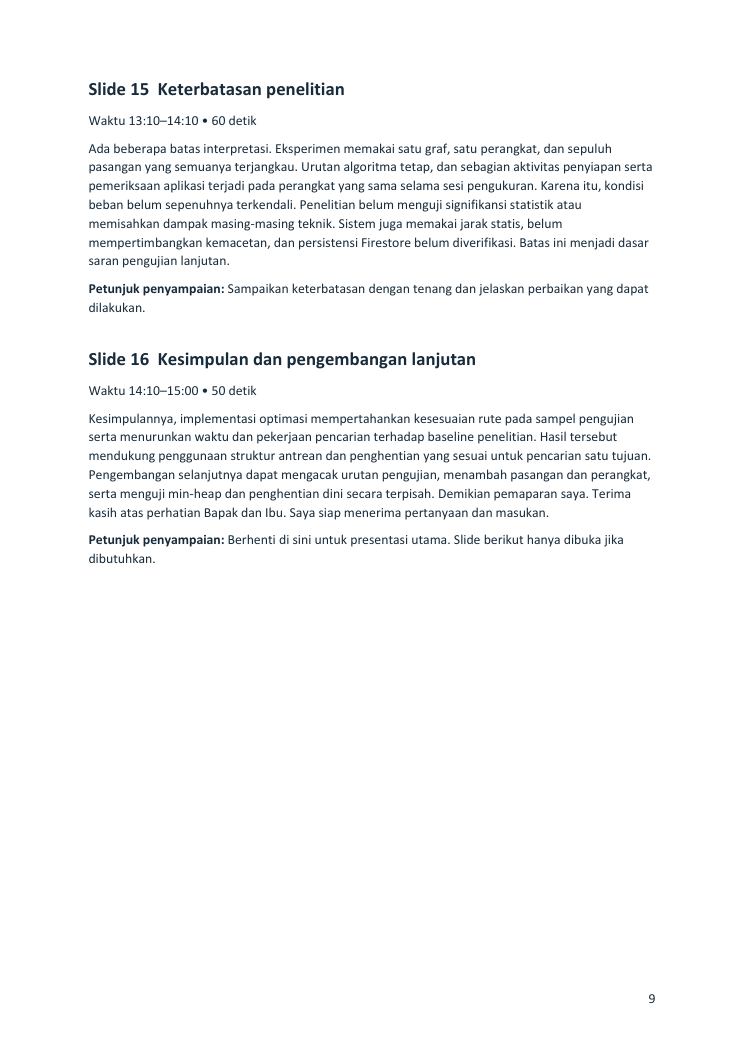 Slide 15  Keterbatasan penelitian
Waktu 13:10–14:10 • 60 detik
Ada beberapa batas interpretasi. Eksperimen memakai satu graf, satu perangkat, dan sepuluh
pasangan yang semuanya terjangkau. Urutan algoritma tetap, dan sebagian aktivitas penyiapan serta
pemeriksaan aplikasi terjadi pada perangkat yang sama selama sesi pengukuran. Karena itu, kondisi
beban belum sepenuhnya terkendali. Penelitian belum menguji signifikansi statistik atau
memisahkan dampak masing-masing teknik. Sistem juga memakai jarak statis, belum
mempertimbangkan kemacetan, dan persistensi Firestore belum diverifikasi. Batas ini menjadi dasar
saran pengujian lanjutan.
Petunjuk penyampaian: Sampaikan keterbatasan dengan tenang dan jelaskan perbaikan yang dapat
dilakukan.
Slide 16  Kesimpulan dan pengembangan lanjutan
Waktu 14:10–15:00 • 50 detik
Kesimpulannya, implementasi optimasi mempertahankan kesesuaian rute pada sampel pengujian
serta menurunkan waktu dan pekerjaan pencarian terhadap baseline penelitian. Hasil tersebut
mendukung penggunaan struktur antrean dan penghentian yang sesuai untuk pencarian satu tujuan.
Pengembangan selanjutnya dapat mengacak urutan pengujian, menambah pasangan dan perangkat,
serta menguji min-heap dan penghentian dini secara terpisah. Demikian pemaparan saya. Terima
kasih atas perhatian Bapak dan Ibu. Saya siap menerima pertanyaan dan masukan.
Petunjuk penyampaian: Berhenti di sini untuk presentasi utama. Slide berikut hanya dibuka jika
dibutuhkan.
9